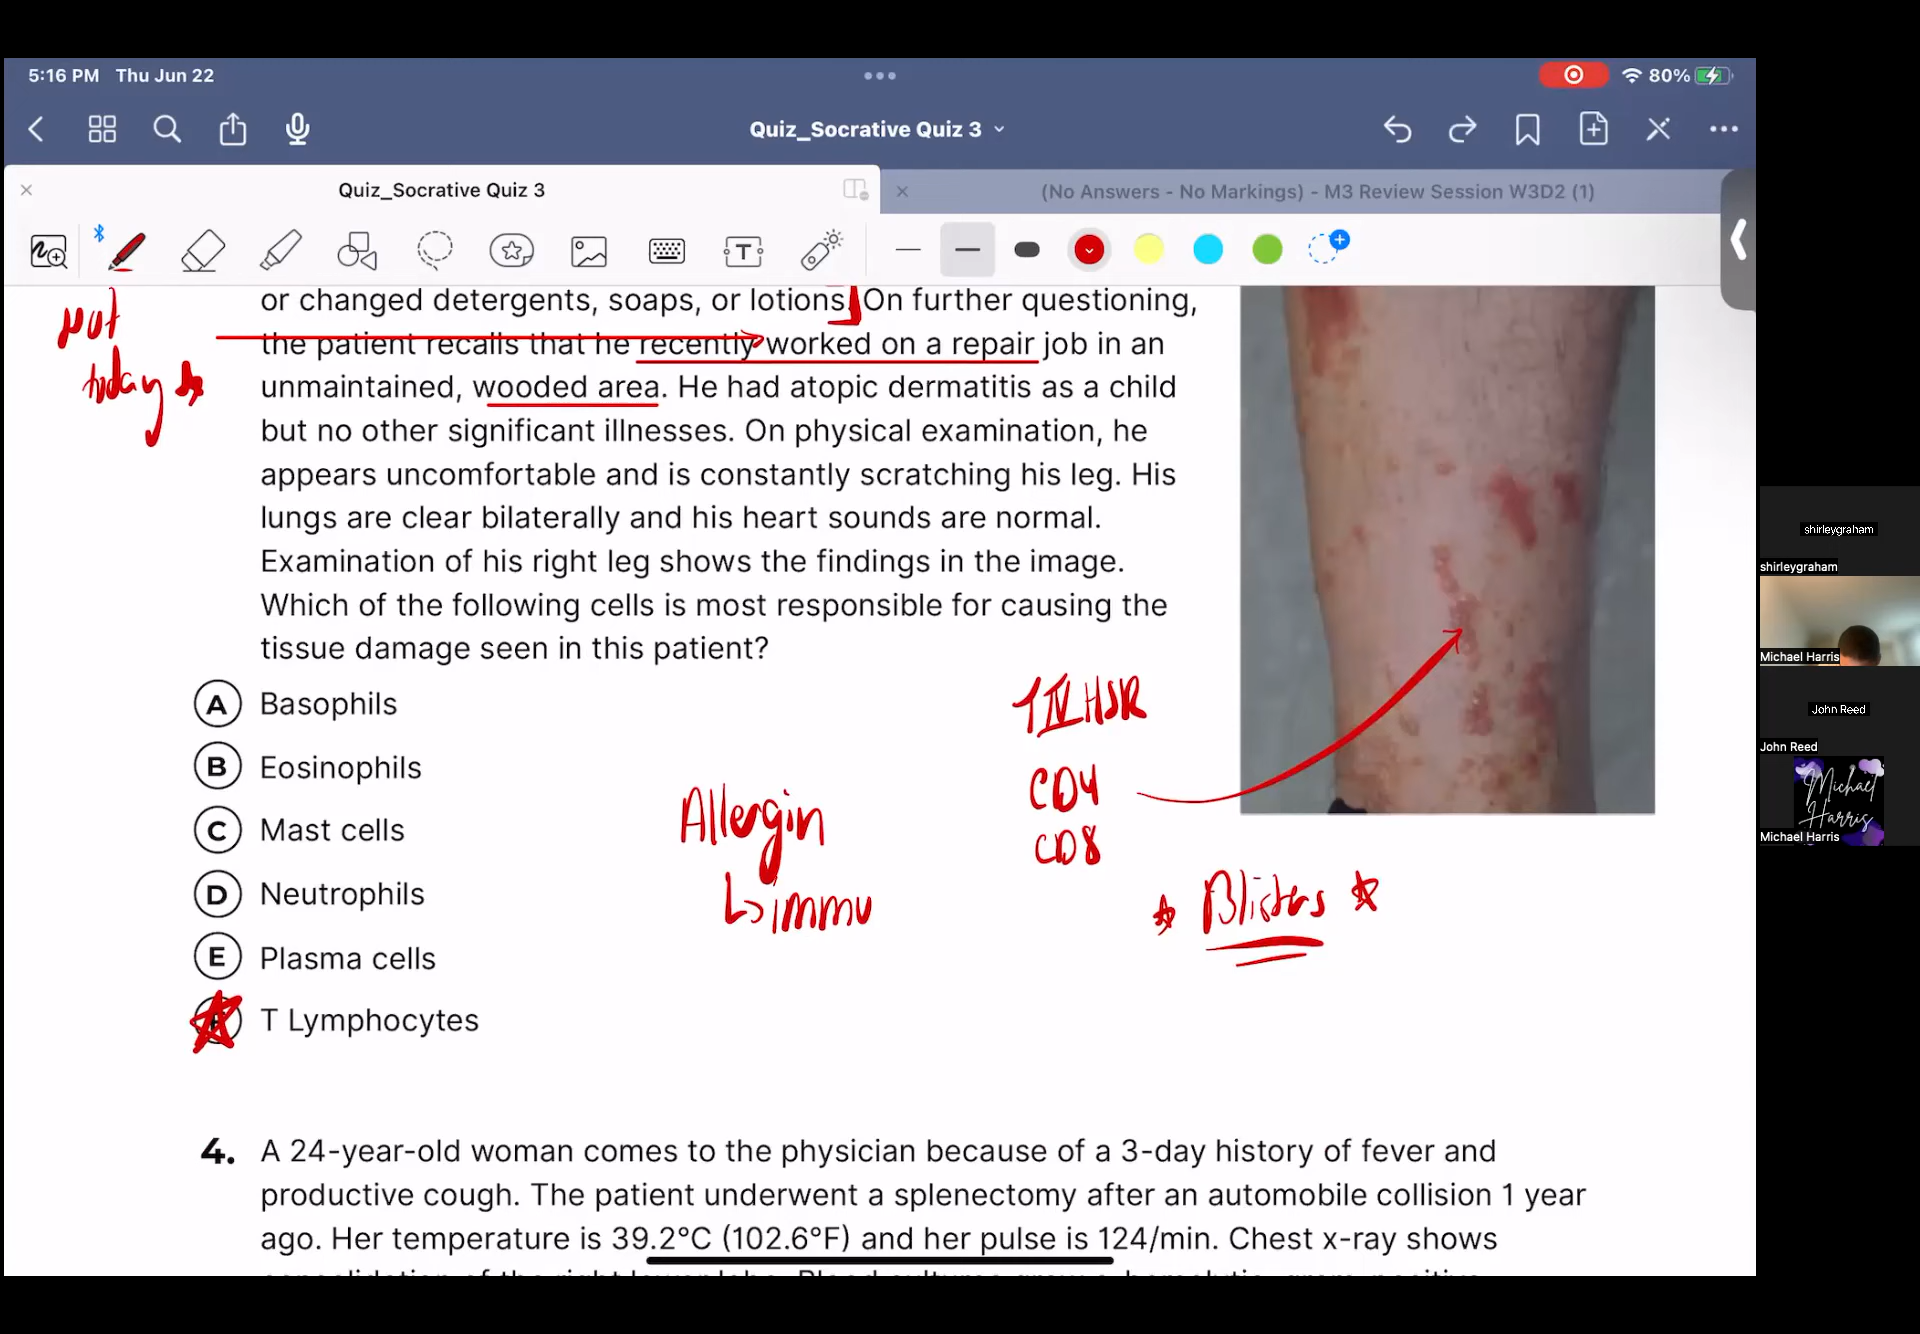 5:16 PM Thu Jun 22
80%
Quiz_Socrative Quiz 3
Quiz_Socrative Quiz 3
(No Answers - No Markings) - M3 Review Session W3D2 (1)
T
not
today
or changed detergents, soaps, or lotions. On further questioning,
the patient recalls that he recently worked on a repair job in an
unmaintained, wooded area. He had atopic dermatitis as a child
but no other significant illnesses. On physical examination, he
appears uncomfortable and is constantly scratching his leg. His
lungs are clear bilaterally and his heart sounds are normal.
Examination of his right leg shows the findings in the image.
Which of the following cells is most responsible for causing the
tissue damage seen in this patient?
A Basophils
B Eosinophils
C Mast cells
D Neutrophils
E Plasma cells
T Lymphocytes
TIV HSR
CD4
CD8
Allergin
immu
Blisters
4. A 24-year-old woman comes to the physician because of a 3-day history of fever and
productive cough. The patient underwent a splenectomy after an automobile collision 1 year
ago. Her temperature is 39.2°C (102.6°F) and her pulse is 124/min. Chest x-ray shows
shirleygraham
shirleygraham
Michael Harris
John Reed
John Reed
Michael
Harris
Michael Harris